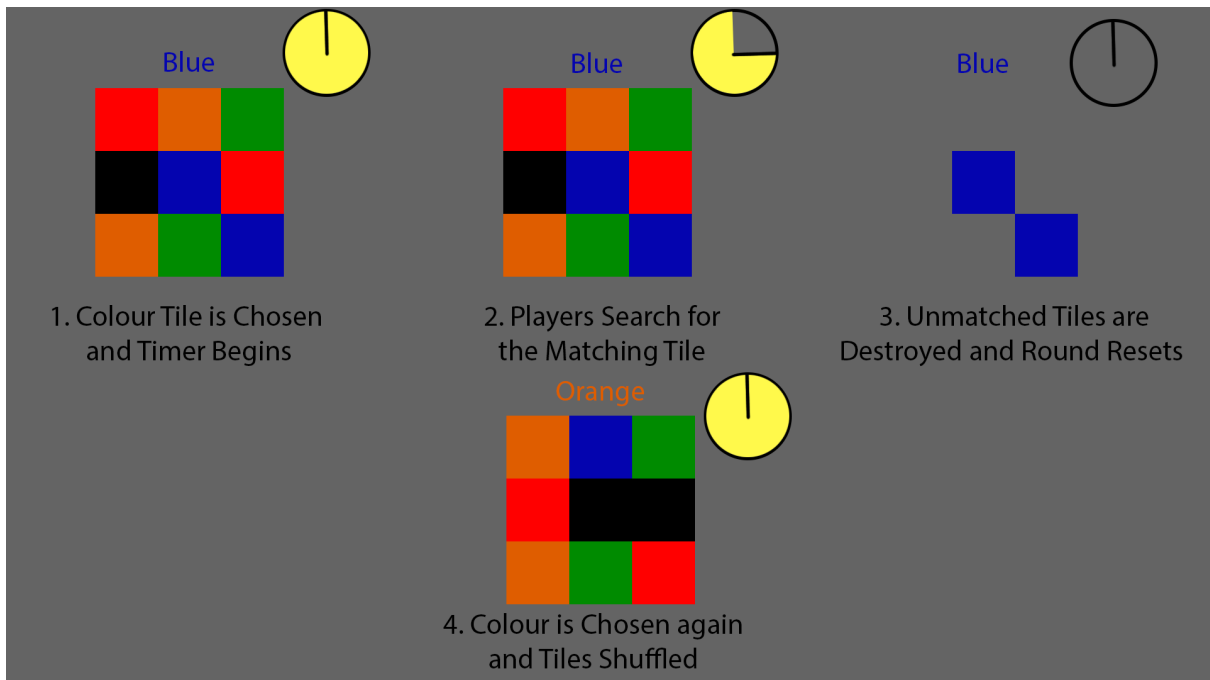 Blue
Blue
Blue
1. Colour Tile is Chosen
and Timer Begins
2. Players Search for
the Matching Tile
3. Unmatched Tiles are
Destroyed and Round Resets
Orange
4. Colour is Chosen again
and Tiles Shuffled